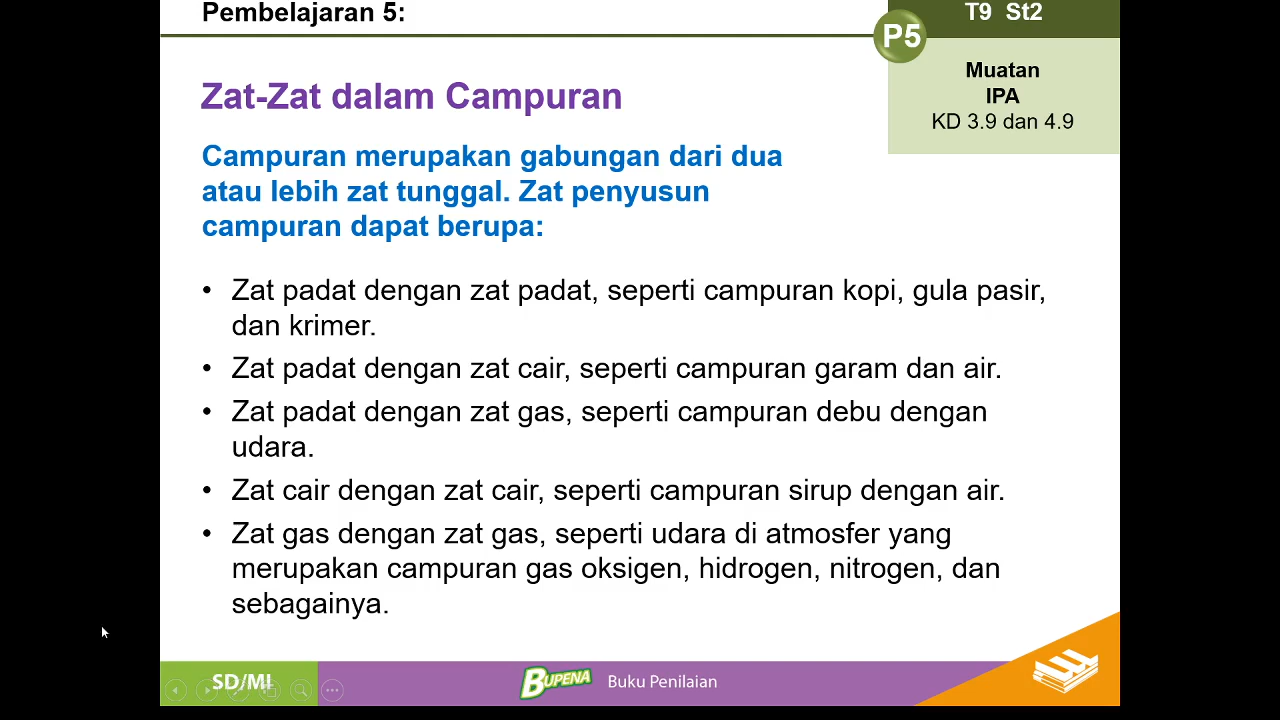 Pembelajaran 5:
T9 St2
P5
Muatan
IPA
KD 3.9 dan 4.9
Zat-Zat dalam Campuran
Campuran merupakan gabungan dari dua
atau lebih zat tunggal. Zat penyusun
campuran dapat berupa:
• Zat padat dengan zat padat, seperti campuran kopi, gula pasir,
dan krimer.
• Zat padat dengan zat cair, seperti campuran garam dan air.
• Zat padat dengan zat gas, seperti campuran debu dengan
udara.
• Zat cair dengan zat cair, seperti campuran sirup dengan air.
• Zat gas dengan zat gas, seperti udara di atmosfer yang
merupakan campuran gas oksigen, hidrogen, nitrogen, dan
sebagainya.
SD/MI
BUPENA
Buku Penilaian